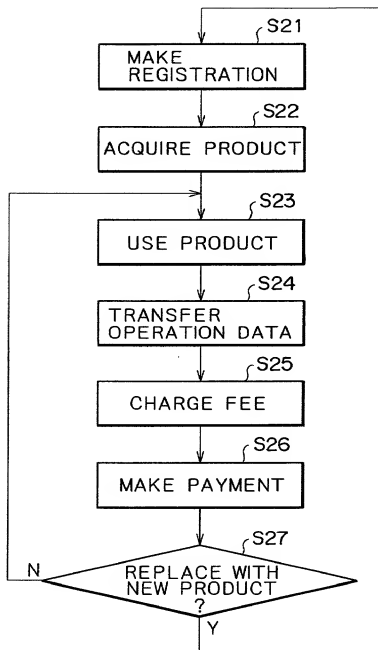 S21
MAKE
REGISTRATION
S22
ACQUIRE PRODUCT
S23
USE PRODUCT
S24
TRANSFER
OPERATION DATA
S25
CHARGE FEE
S26
MAKE PAYMENT
S27
N
REPLACE WITH
NEW PRODUCT
?
Y